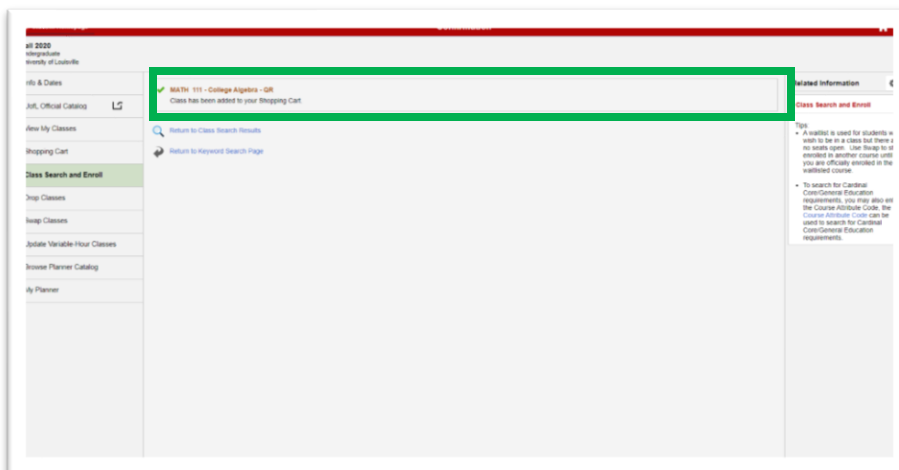 Confirmation
all 2020
ndergraduate
niversity of Louisville
nfo & Dates
JofL Official Catalog
View My Classes
Shopping Cart
Class Search and Enroll
Drop Classes
Swap Classes
Update Variable-Hour Classes
Browse Planner Catalog
My Planner
MATH 111 - College Algebra - QR
Class has been added to your Shopping Cart.
Return to Class Search Results
Return to Keyword Search Page
Related Information
Class Search and Enroll
Tips:
• A waitlist is used for students w
wish to be in a class but there a
no seats open. Use Swap to st
enrolled in another course until
you are officially enrolled in the
waitlisted course.
• To search for Cardinal
Core/General Education
requirements, you may also en
the Course Attribute Code, the
Course Attribute Code can be
used to search for Cardinal
Core/General Education
requirements.